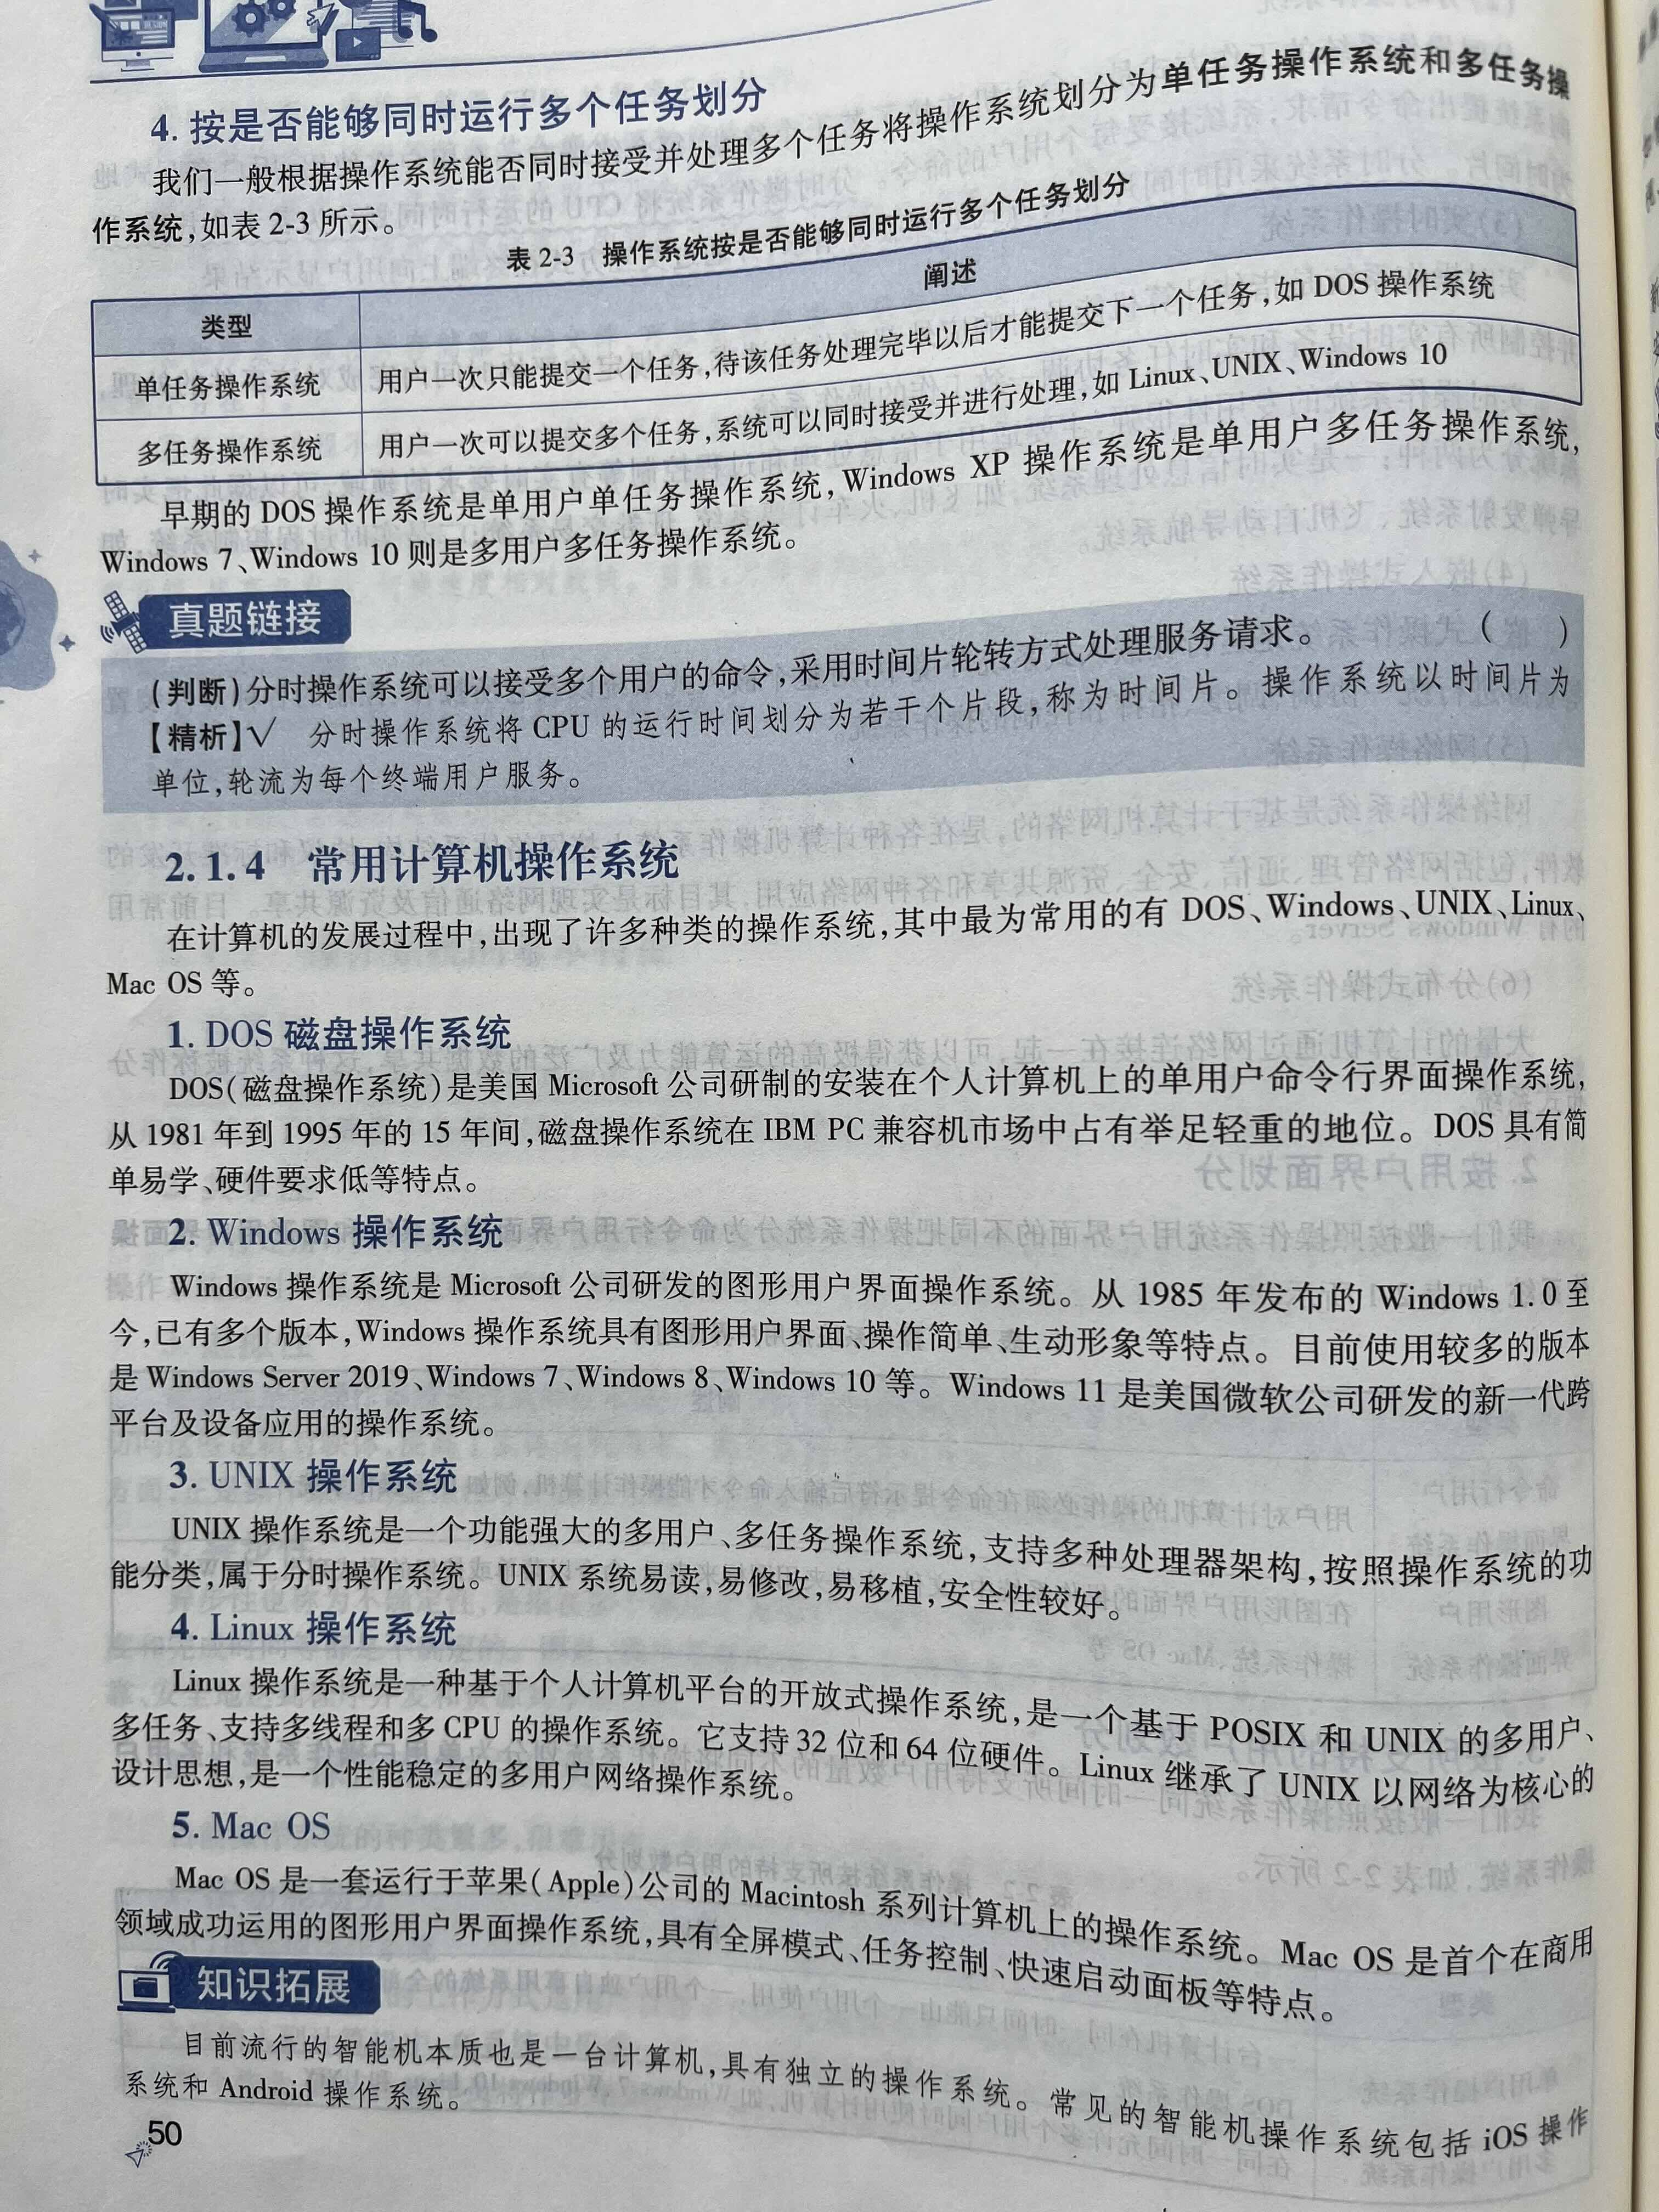 4. 按是否能够同时运行多个任务划分
我们一般根据操作系统能否同时接受并处理多个任务将操作系统划分为单任务操作系统和多任务操
作系统,如表 2-3 所示。
表 2-3 操作系统按是否能够同时运行多个任务划分
类型 阐述
单任务操作系统 用户一次只能提交一个任务,待该任务处理完毕以后才能提交下一个任务,如 DOS 操作系统
多任务操作系统 用户一次可以提交多个任务,系统可以同时接受并进行处理,如 Linux、UNIX、Windows 10
早期的 DOS 操作系统是单用户单任务操作系统, Windows XP 操作系统是单用户多任务操作系统,
Windows 7、Windows 10 则是多用户多任务操作系统。
真题链接
(判断)分时操作系统可以接受多个用户的命令,采用时间片轮转方式处理服务请求。 ( )
【精析】√ 分时操作系统将 CPU 的运行时间划分为若干个片段,称为时间片。操作系统以时间片为
单位,轮流为每个终端用户服务。
2.1.4 常用计算机操作系统
在计算机的发展过程中,出现了许多种类的操作系统,其中最为常用的有 DOS、Windows、UNIX、Linux、
Mac OS 等。
1. DOS 磁盘操作系统
DOS(磁盘操作系统)是美国 Microsoft 公司研制的安装在个人计算机上的单用户命令行界面操作系统,
从 1981 年到 1995 年的 15 年间,磁盘操作系统在 IBM PC 兼容机市场中占有举足轻重的地位。DOS 具有简
单易学、硬件要求低等特点。
2. Windows 操作系统
Windows 操作系统是 Microsoft 公司研发的图形用户界面操作系统。从 1985 年发布的 Windows 1.0 至
今,已有多个版本,Windows 操作系统具有图形用户界面、操作简单、生动形象等特点。目前使用较多的版本
是 Windows Server 2019、Windows 7、Windows 8、Windows 10 等。Windows 11 是美国微软公司研发的新一代跨
平台及设备应用的操作系统。
3. UNIX 操作系统
UNIX 操作系统是一个功能强大的多用户、多任务操作系统,支持多种处理器架构,按照操作系统的功
能分类,属于分时操作系统。UNIX 系统易读,易修改,易移植,安全性较好。
4. Linux 操作系统
Linux 操作系统是一种基于个人计算机平台的开放式操作系统,是一个基于 POSIX 和 UNIX 的多用户、
多任务、支持多线程和多 CPU 的操作系统。它支持 32 位和 64 位硬件。Linux 继承了 UNIX 以网络为核心的
设计思想,是一个性能稳定的多用户网络操作系统。
5. Mac OS
Mac OS 是一套运行于苹果(Apple)公司的 Macintosh 系列计算机上的操作系统。Mac OS 是首个在商用
领域成功运用的图形用户界面操作系统,具有全屏模式、任务控制、快速启动面板等特点。
知识拓展
目前流行的智能机本质也是一台计算机,具有独立的操作系统。常见的智能机操作系统包括 iOS 操作
系统和 Android 操作系统。
50